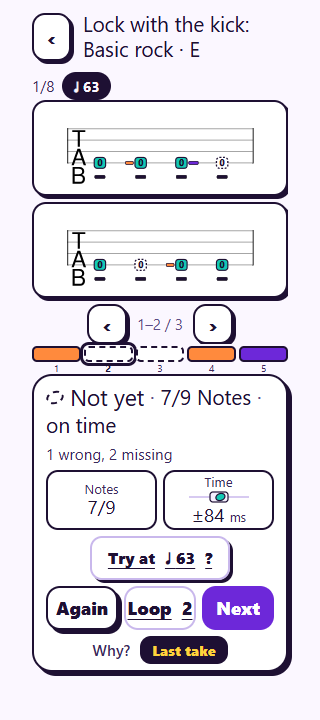 ‹
Lock with the kick:
Basic rock · E
1/8 ♩ 63
T
A 0 0 0 0
B
T
A 0 0 0 0
B
‹ 1–2 / 3 ›
1 2 3 4 5
Not yet · 7/9 Notes ·
on time
1 wrong, 2 missing
Notes
7/9
Time
±84 ms
Try at ♩ 63 ?
Again Loop 2 Next
Why? Last take